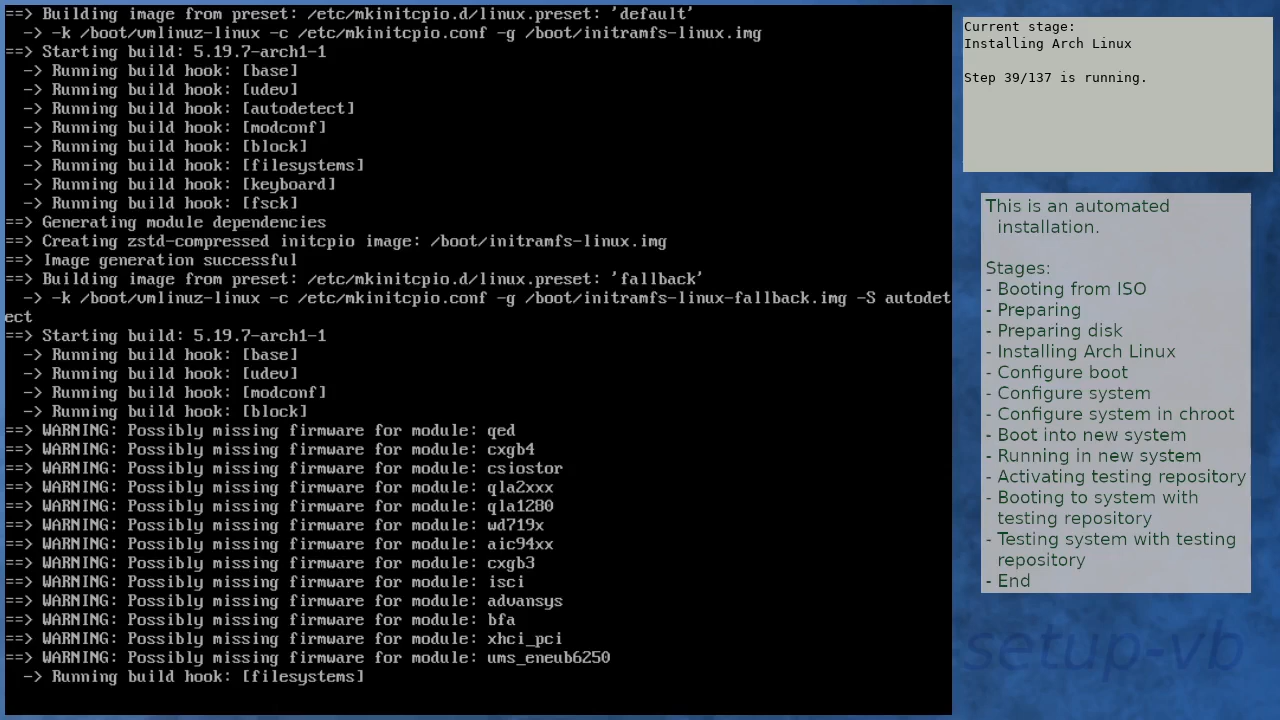 ==> Building image from preset: /etc/mkinitcpio.d/linux.preset: 'default'
  -> -k /boot/vmlinuz-linux -c /etc/mkinitcpio.conf -g /boot/initramfs-linux.img
==> Starting build: 5.19.7-arch1-1
  -> Running build hook: [base]
  -> Running build hook: [udev]
  -> Running build hook: [autodetect]
  -> Running build hook: [modconf]
  -> Running build hook: [block]
  -> Running build hook: [filesystems]
  -> Running build hook: [keyboard]
  -> Running build hook: [fsck]
==> Generating module dependencies
==> Creating zstd-compressed initcpio image: /boot/initramfs-linux.img
==> Image generation successful
==> Building image from preset: /etc/mkinitcpio.d/linux.preset: 'fallback'
  -> -k /boot/vmlinuz-linux -c /etc/mkinitcpio.conf -g /boot/initramfs-linux-fallback.img -S autodet
ect
==> Starting build: 5.19.7-arch1-1
  -> Running build hook: [base]
  -> Running build hook: [udev]
  -> Running build hook: [modconf]
  -> Running build hook: [block]
==> WARNING: Possibly missing firmware for module: qed
==> WARNING: Possibly missing firmware for module: cxgb4
==> WARNING: Possibly missing firmware for module: csiostor
==> WARNING: Possibly missing firmware for module: qla2xxx
==> WARNING: Possibly missing firmware for module: qla1280
==> WARNING: Possibly missing firmware for module: wd719x
==> WARNING: Possibly missing firmware for module: aic94xx
==> WARNING: Possibly missing firmware for module: cxgb3
==> WARNING: Possibly missing firmware for module: isci
==> WARNING: Possibly missing firmware for module: advansys
==> WARNING: Possibly missing firmware for module: bfa
==> WARNING: Possibly missing firmware for module: xhci_pci
==> WARNING: Possibly missing firmware for module: ums_eneub6250
  -> Running build hook: [filesystems]
Current stage:
Installing Arch Linux
Step 39/137 is running.
This is an automated
installation.
Stages:
- Booting from ISO
- Preparing
- Preparing disk
- Installing Arch Linux
- Configure boot
- Configure system
- Configure system in chroot
- Boot into new system
- Running in new system
- Activating testing repository
- Booting to system with
testing repository
- Testing system with testing
repository
- End
setup-vb